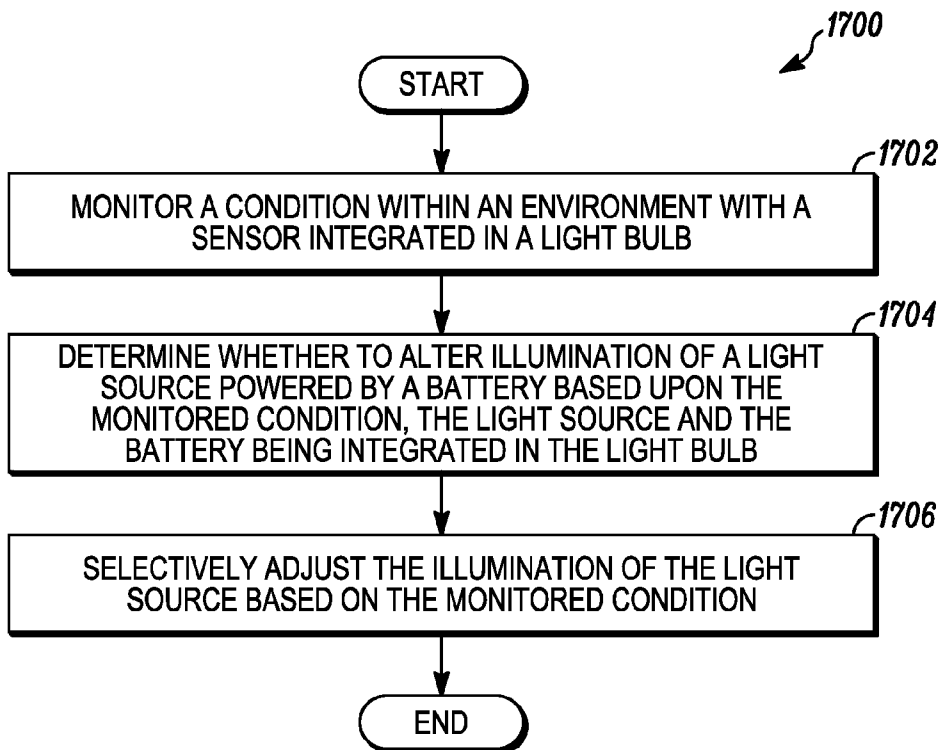 1700
START
1702
MONITOR A CONDITION WITHIN AN ENVIRONMENT WITH A
SENSOR INTEGRATED IN A LIGHT BULB
1704
DETERMINE WHETHER TO ALTER ILLUMINATION OF A LIGHT
SOURCE POWERED BY A BATTERY BASED UPON THE
MONITORED CONDITION, THE LIGHT SOURCE AND THE
BATTERY BEING INTEGRATED IN THE LIGHT BULB
1706
SELECTIVELY ADJUST THE ILLUMINATION OF THE LIGHT
SOURCE BASED ON THE MONITORED CONDITION
END